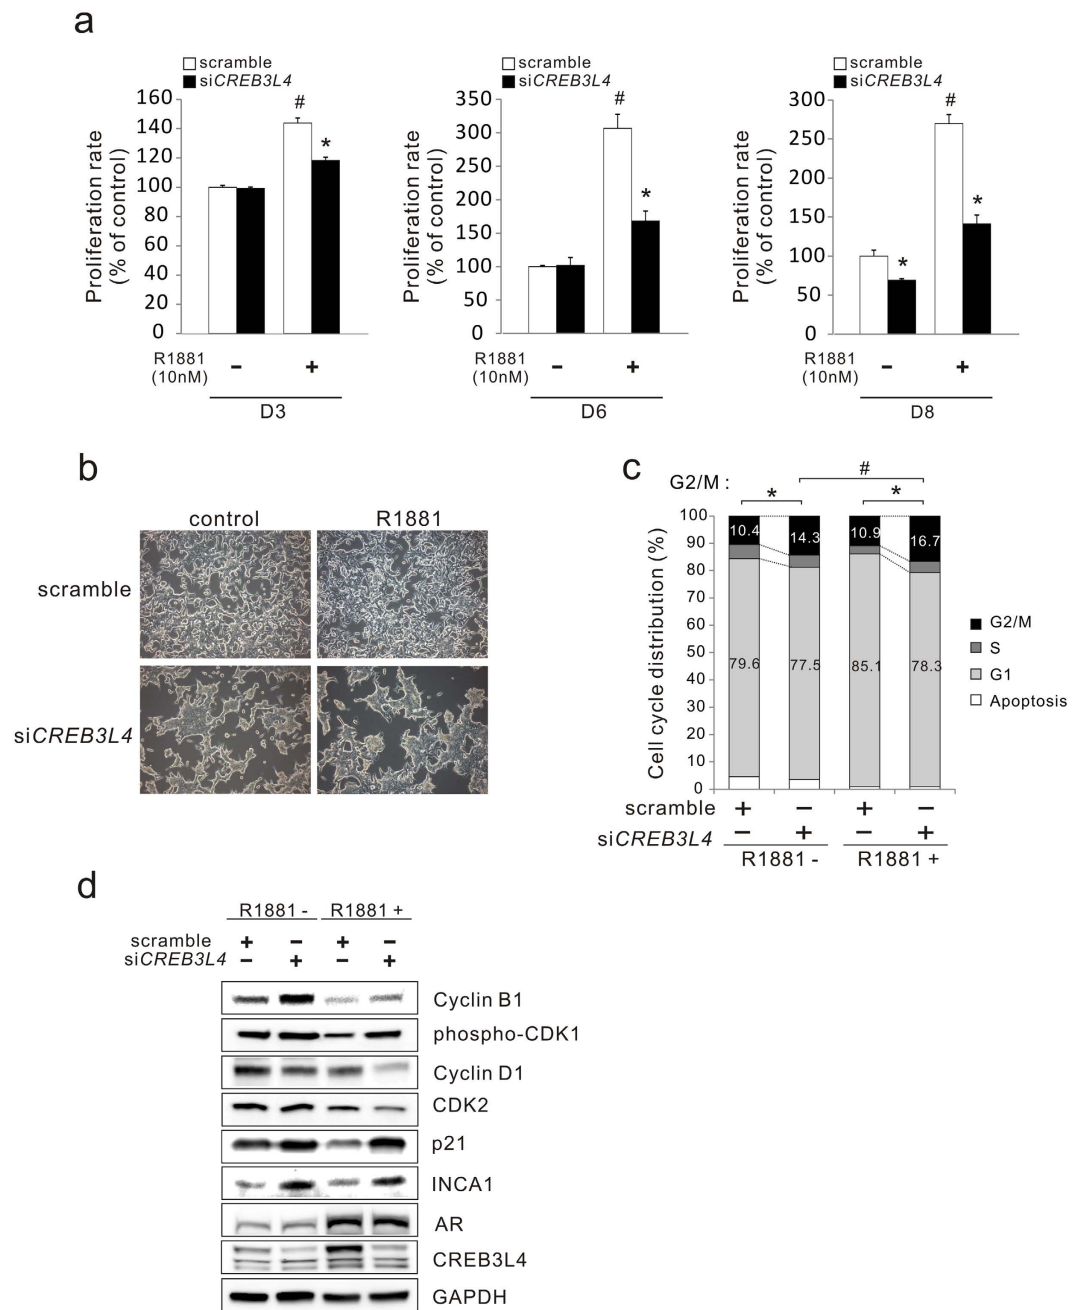 a
scramble
siCREB3L4
160
140
120
100
80
60
40
20
0
Proliferation rate
(% of control)
#
*
R1881
(10nM)
− +
D3
scramble
siCREB3L4
350
300
250
200
150
100
50
0
Proliferation rate
(% of control)
#
*
R1881
(10nM)
− +
D6
scramble
siCREB3L4
300
250
200
150
100
50
0
Proliferation rate
(% of control)
*
#
*
R1881
(10nM)
− +
D8
b
control R1881
scramble
siCREB3L4
c
G2/M :
* # *
100
90
80
70
60
50
40
30
20
10
0
Cell cycle distribution (%)
10.4 14.3 10.9 16.7
79.6 77.5 85.1 78.3
G2/M
S
G1
Apoptosis
scramble + − + −
siCREB3L4 − + − +
R1881 - R1881 +
d
R1881 - R1881 +
scramble + − + −
siCREB3L4 − + − +
Cyclin B1
phospho-CDK1
Cyclin D1
CDK2
p21
INCA1
AR
CREB3L4
GAPDH